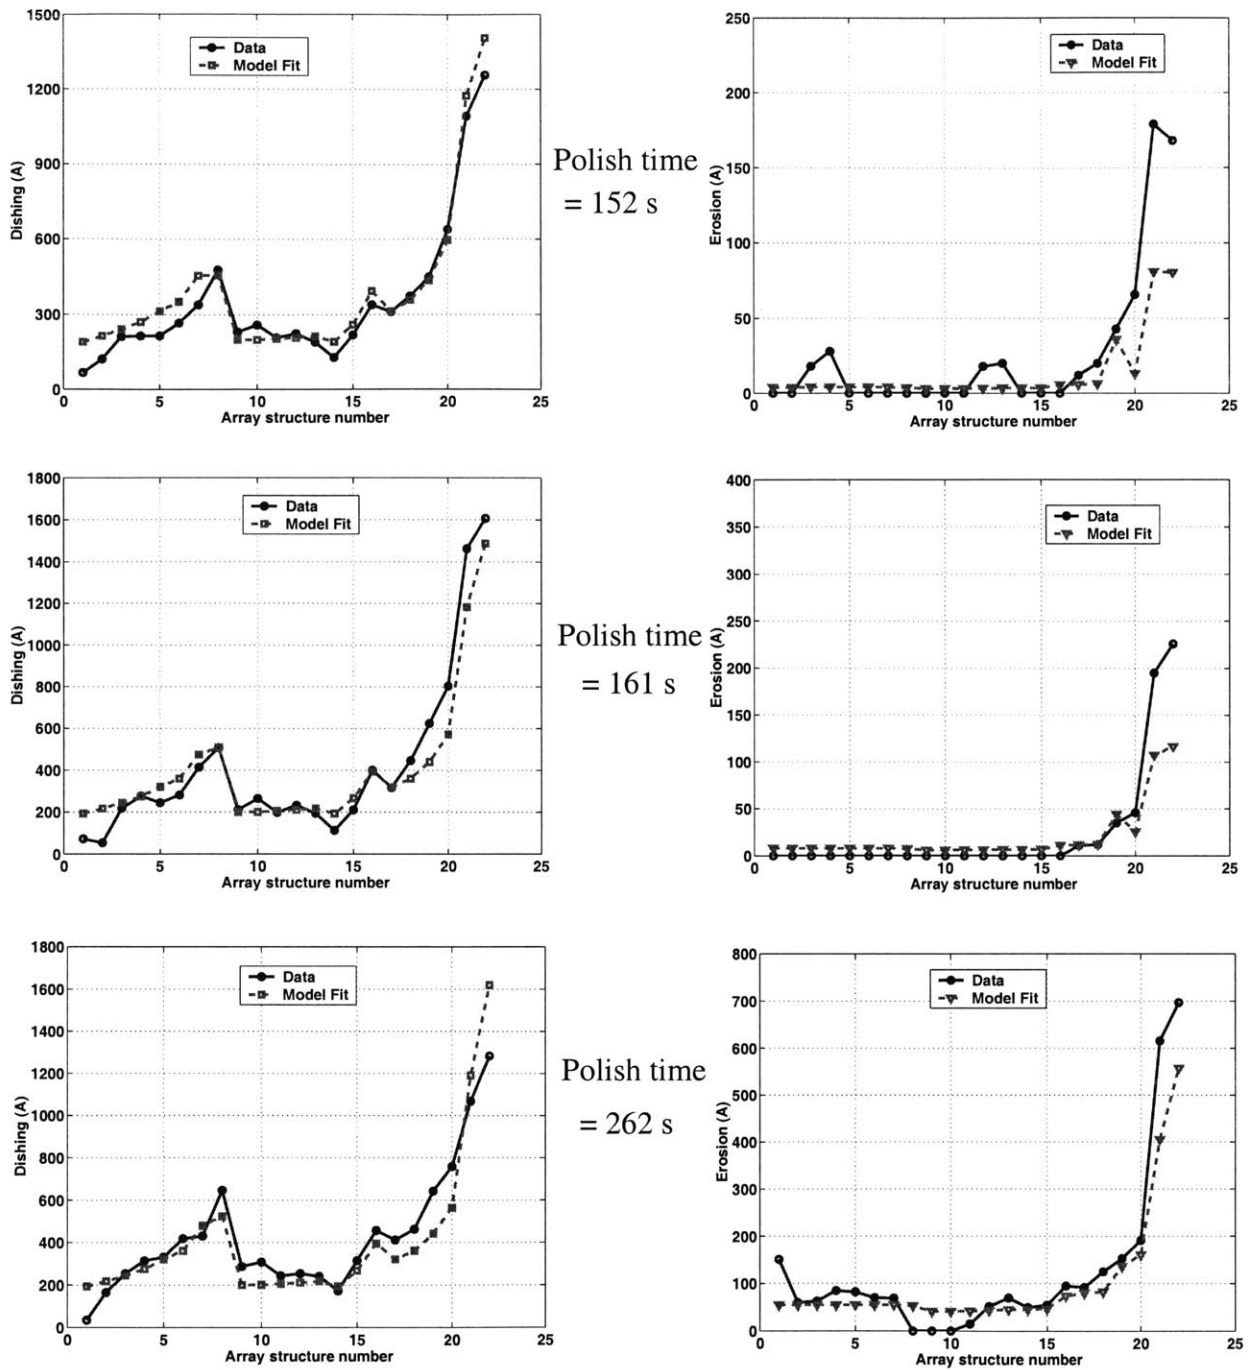 1500
1200
900
600
300
0
0 5 10 15 20 25
Dishing (A)
Array structure number
Data
Model Fit
Polish time
= 152 s
250
200
150
100
50
0
0 5 10 15 20 25
Erosion (A)
Array structure number
Data
Model Fit
1800
1600
1400
1200
1000
800
600
400
200
0
0 5 10 15 20 25
Dishing (A)
Array structure number
Data
Model Fit
Polish time
= 161 s
400
350
300
250
200
150
100
50
0
0 5 10 15 20 25
Erosion (A)
Array structure number
Data
Model Fit
1800
1600
1400
1200
1000
800
600
400
200
0
0 5 10 15 20 25
Dishing (A)
Array structure number
Data
Model Fit
Polish time
= 262 s
800
700
600
500
400
300
200
100
0
0 5 10 15 20 25
Erosion (A)
Array structure number
Data
Model Fit